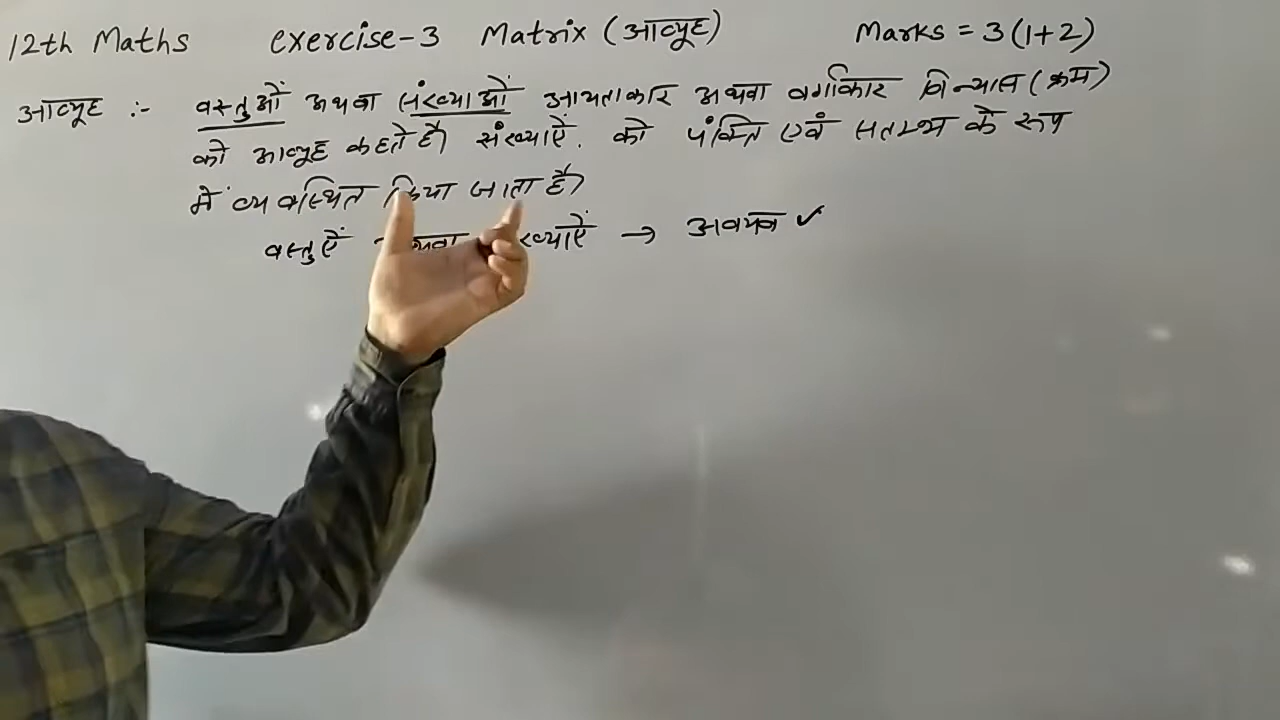 12th Maths exercise-3 Matrix (आव्यूह) Marks = 3 (1+2)
आव्यूह :- वस्तुओं अथवा संख्याओं आयताकार अथवा वर्गाकार विन्यास (क्रम)
को आव्यूह कहते है। संख्याऐं. को पंक्ति एवं स्तम्भ के रूप
में व्यवस्थित किया जाता है।
वस्तुऐं → अवयव ✓